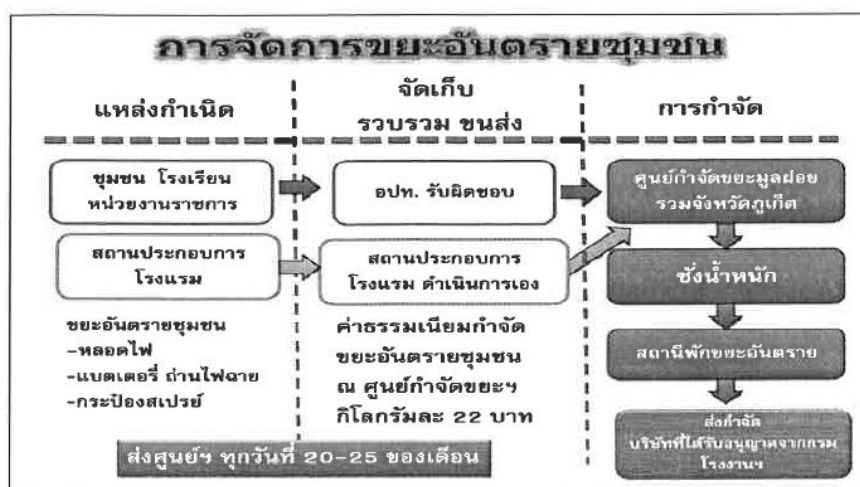 การจัดการขยะอันตรายชุมชน
แหล่งกำเนิด
จัดเก็บ
รวบรวม ขนส่ง
การกำจัด
ชุมชน โรงเรียน
หน่วยงานราชการ
อปท. รับผิดชอบ
ศูนย์กำจัดขยะมูลฝอย
รวมจังหวัดภูเก็ต
สถานประกอบการ
โรงแรม
สถานประกอบการ
โรงแรม ดำเนินการเอง
ชั่งน้ำหนัก
ขยะอันตรายชุมชน
-หลอดไฟ
-แบตเตอรี่ ถ่านไฟฉาย
-กระป๋องสเปรย์
ค่าธรรมเนียมกำจัด
ขยะอันตรายชุมชน
ณ ศูนย์กำจัดขยะฯ
กิโลกรัมละ 22 บาท
สถานีพักขยะอันตราย
ส่งกำจัด
บริษัทที่ได้รับอนุญาตจากกรม
โรงงานฯ
ส่งศูนย์ฯ ทุกวันที่ 20-25 ของเดือน